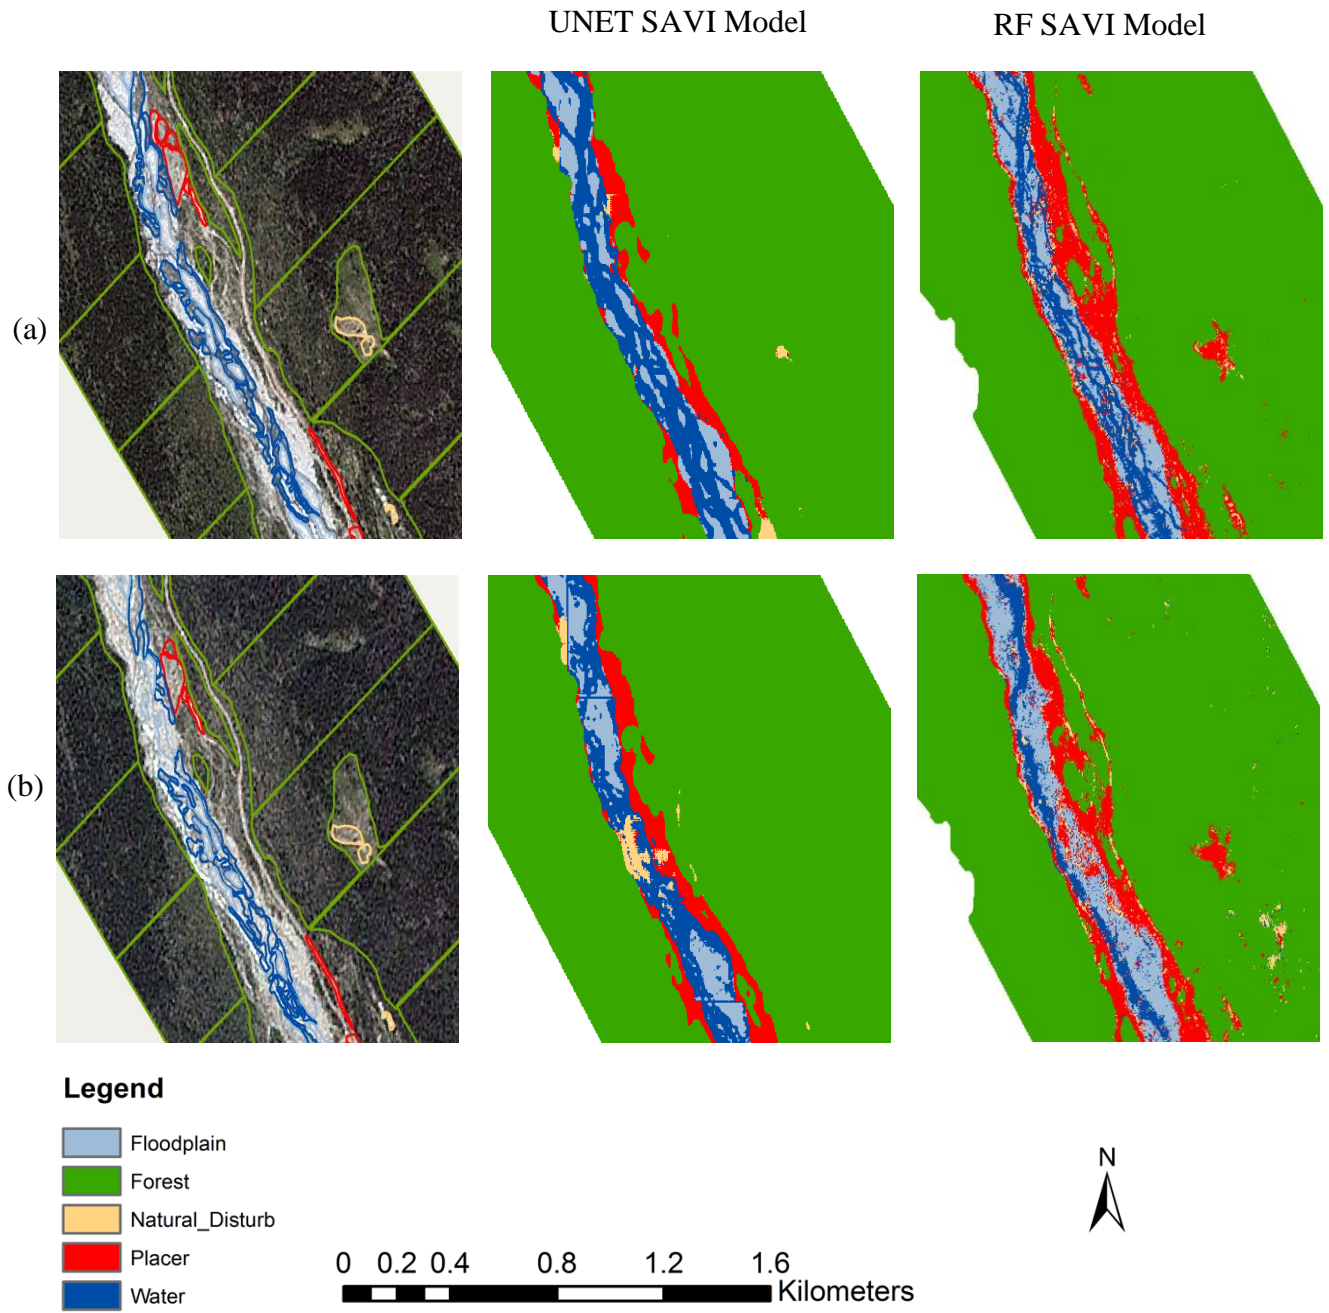 UNET SAVI Model
RF SAVI Model
(a)
(b)
Legend
Floodplain
Forest
Natural_Disturb
Placer
Water
N
0 0.2 0.4 0.8 1.2 1.6
Kilometers